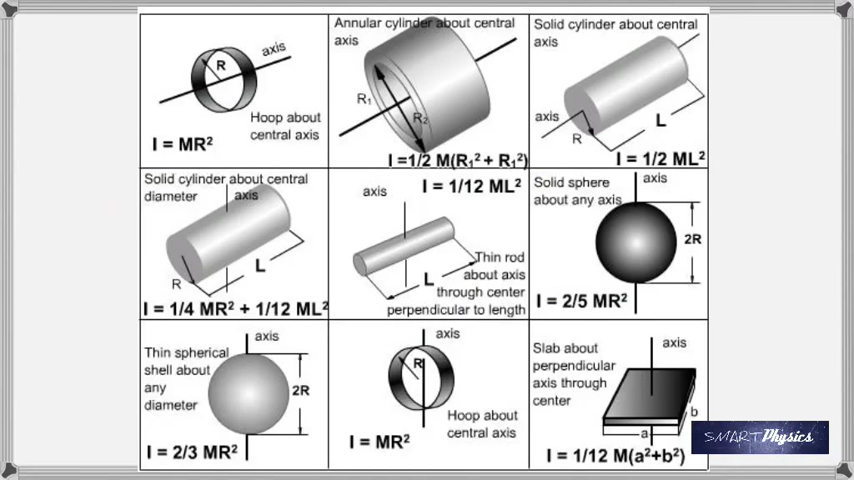 axis
R
Hoop about
central axis
I = MR²
Annular cylinder about central
axis
R₁
R₂
I =1/2 M(R₁² + R₁²)
Solid cylinder about central
axis
axis
R
L
I = 1/2 ML²
Solid cylinder about central
diameter
axis
R
L
I = 1/4 MR² + 1/12 ML²
I = 1/12 ML²
axis
L
Thin rod
about axis
through center
perpendicular to length
Solid sphere
about any axis
axis
2R
I = 2/5 MR²
axis
Thin spherical
shell about
any
diameter
2R
I = 2/3 MR²
axis
R
Hoop about
central axis
I = MR²
Slab about
perpendicular
axis through
center
axis
b
a
I = 1/12 M(a²+b²)
SMART Physics